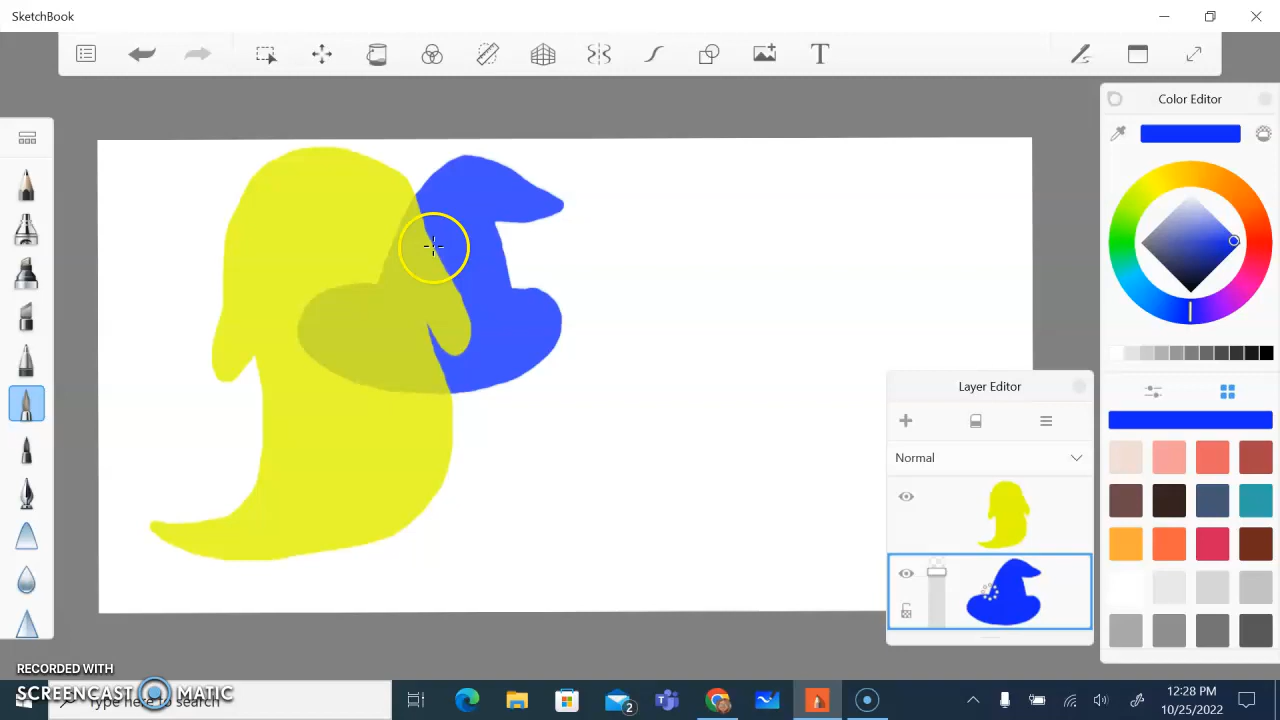 SketchBook
T
Color Editor
Layer Editor
Normal
RECORDED WITH
SCREENCAST MATIC
Type here to search
2
12:28 PM
10/25/2022